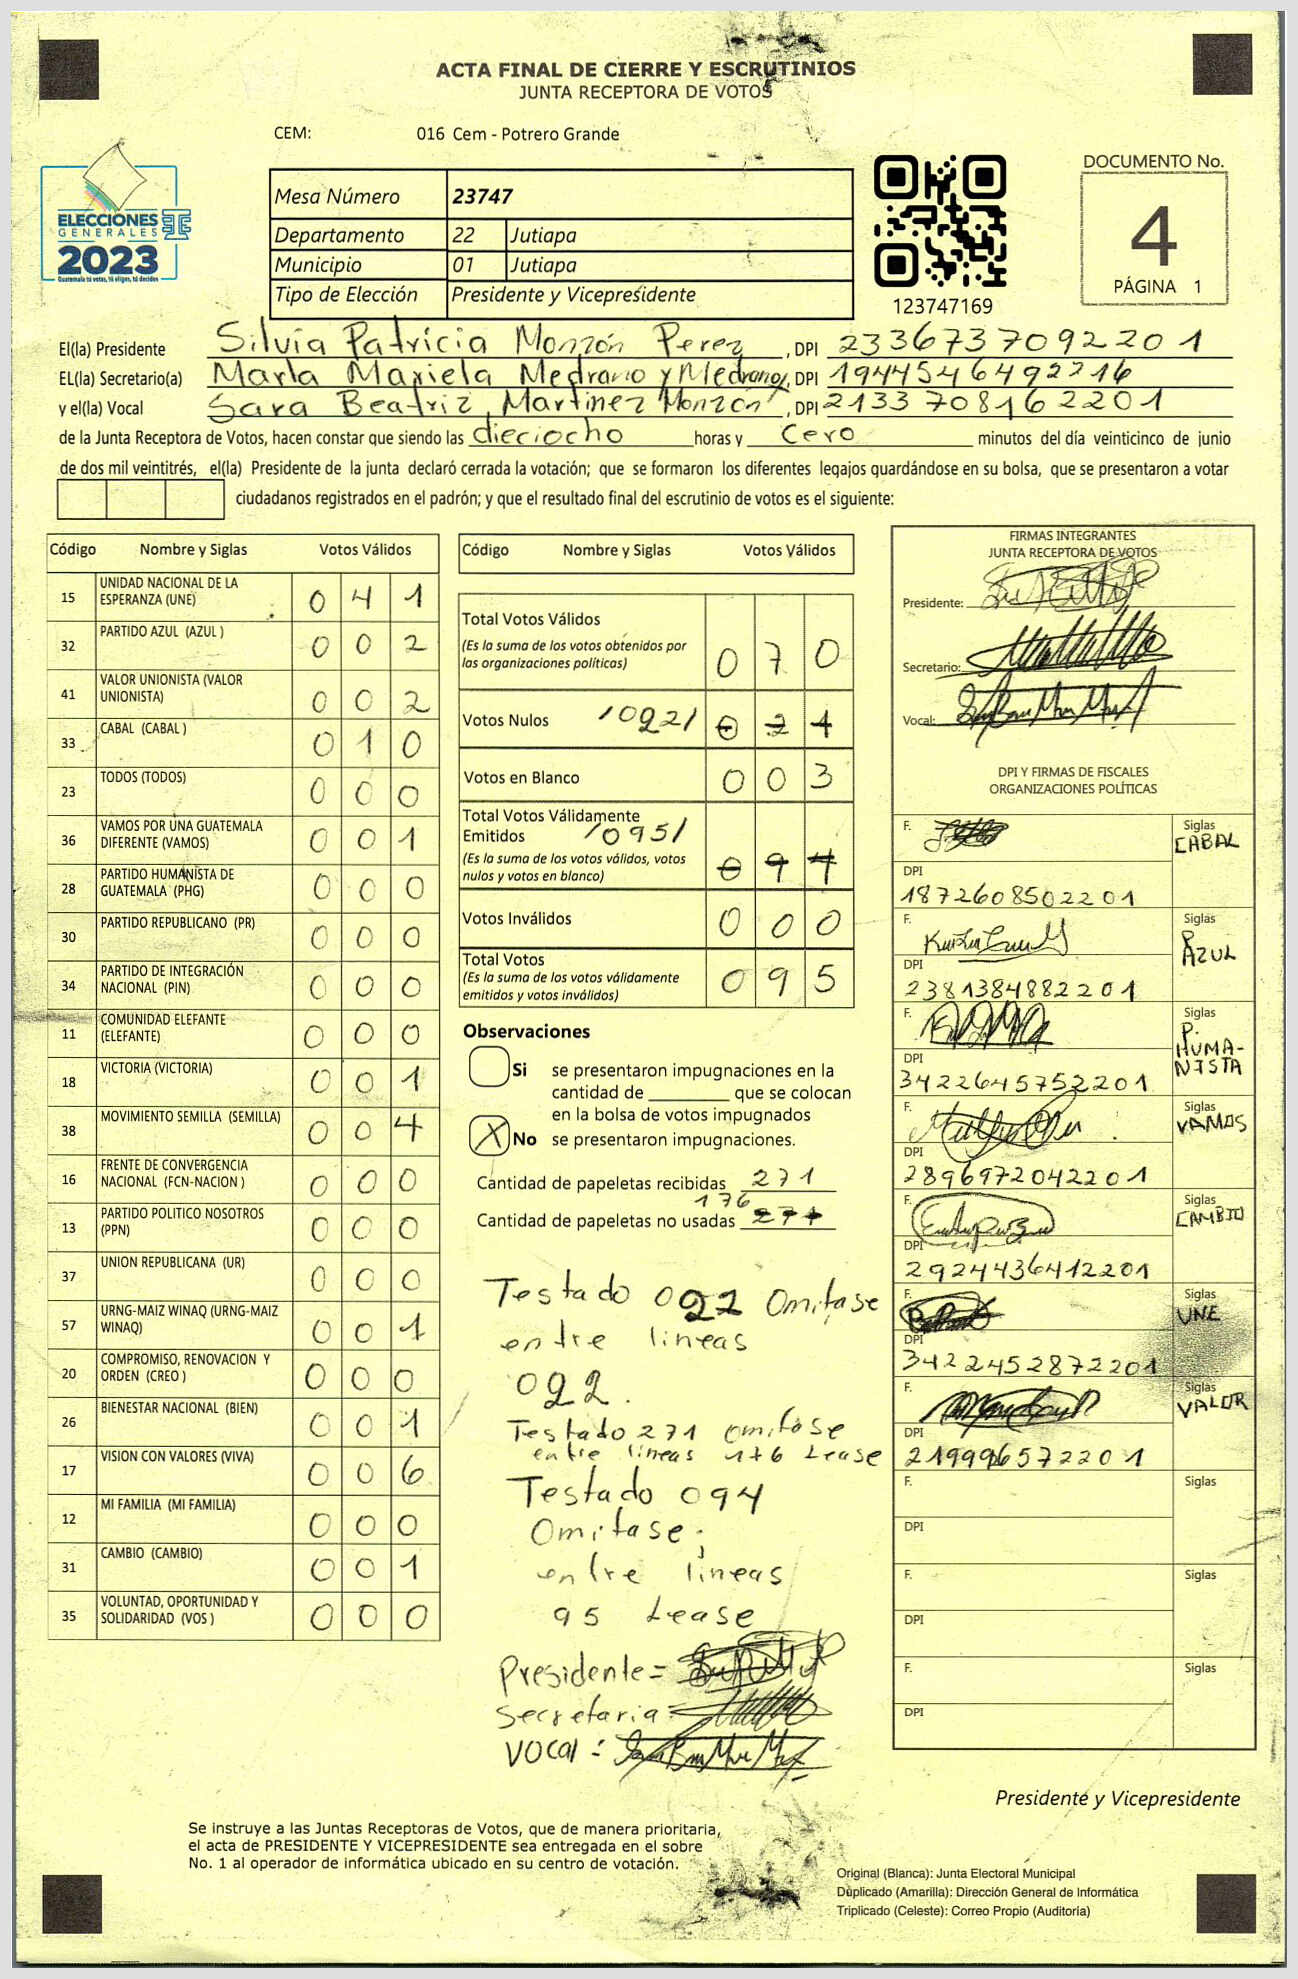 ACTA FINAL DE CIERRE Y ESCRUTINIOS
JUNTA RECEPTORA DE VOTOS
CEM: 016 Cem - Potrero Grande
ELECCIONES
GENERALES
2023
Guatemala tú votas, tú eliges, tú decides
Mesa Número 23747
Departamento 22 Jutiapa
Municipio 01 Jutiapa
Tipo de Elección Presidente y Vicepresidente
123747169
DOCUMENTO No.
4
PÁGINA 1
El(la) Presidente Silvia Patricia Monzón Perez, DPI 2336737092201
EL(la) Secretario(a) Marla Mariela Medrano y Medrano, DPI 1944546492216
y el(la) Vocal Sara Beatriz Martinez Monzón, DPI 2133708162201
de la Junta Receptora de Votos, hacen constar que siendo las dieciocho horas y cero minutos del día veinticinco de junio
de dos mil veintitrés, el(la) Presidente de la junta declaró cerrada la votación; que se formaron los diferentes legajos quardándose en su bolsa, que se presentaron a votar
ciudadanos registrados en el padrón; y que el resultado final del escrutinio de votos es el siguiente:
Código Nombre y Siglas Votos Válidos
15 UNIDAD NACIONAL DE LA ESPERANZA (UNE) 0 4 1
32 PARTIDO AZUL (AZUL ) 0 0 2
41 VALOR UNIONISTA (VALOR UNIONISTA) 0 0 2
33 CABAL (CABAL ) 0 1 0
23 TODOS (TODOS) 0 0 0
36 VAMOS POR UNA GUATEMALA DIFERENTE (VAMOS) 0 0 1
28 PARTIDO HUMANISTA DE GUATEMALA (PHG) 0 0 0
30 PARTIDO REPUBLICANO (PR) 0 0 0
34 PARTIDO DE INTEGRACIÓN NACIONAL (PIN) 0 0 0
11 COMUNIDAD ELEFANTE (ELEFANTE) 0 0 0
18 VICTORIA (VICTORIA) 0 0 1
38 MOVIMIENTO SEMILLA (SEMILLA) 0 0 4
16 FRENTE DE CONVERGENCIA NACIONAL (FCN-NACION ) 0 0 0
13 PARTIDO POLITICO NOSOTROS (PPN) 0 0 0
37 UNION REPUBLICANA (UR) 0 0 0
57 URNG-MAIZ WINAQ (URNG-MAIZ WINAQ) 0 0 1
20 COMPROMISO, RENOVACION Y ORDEN (CREO ) 0 0 0
26 BIENESTAR NACIONAL (BIEN) 0 0 1
17 VISION CON VALORES (VIVA) 0 0 6
12 MI FAMILIA (MI FAMILIA) 0 0 0
31 CAMBIO (CAMBIO) 0 0 1
35 VOLUNTAD, OPORTUNIDAD Y SOLIDARIDAD (VOS ) 0 0 0
Código Nombre y Siglas Votos Válidos
Total Votos Válidos
(Es la suma de los votos obtenidos por
las organizaciones políticas) 0 7 0
Votos Nulos /022/
Votos en Blanco 0 0 3
Total Votos Válidamente
Emitidos /095/
(Es la suma de los votos válidos, votos
nulos y votos en blanco) 0 9 4
Votos Inválidos 0 0 0
Total Votos
(Es la suma de los votos válidamente
emitidos y votos inválidos) 0 9 5
Observaciones
Si se presentaron impugnaciones en la
cantidad de ________ que se colocan
en la bolsa de votos impugnados
X No se presentaron impugnaciones.
Cantidad de papeletas recibidas 271
176
Cantidad de papeletas no usadas 271
Testado 022 Omitase
entre lineas
022.
Testado 271 omitase
entre lineas 176 Lease
Testado 094
Omitase;
entre lineas
95 Lease
Presidente =
Secretaria =
VOCAL =
FIRMAS INTEGRANTES
JUNTA RECEPTORA DE VOTOS
Presidente:
Secretario:
Vocal:
DPI Y FIRMAS DE FISCALES
ORGANIZACIONES POLÍTICAS
F. Siglas CABAL
DPI 1872608502201
F. Siglas P. AZUL
DPI 2381384882201
F. Siglas P. HUMA-NISTA
DPI 3422645752201
F. Siglas VAMOS
DPI 2896972042201
F. Siglas CAMBIO
DPI 2924436412201
F. Siglas UNE
DPI 3422452872201
F. Siglas VALOR
DPI
F. Siglas
DPI
F. Siglas
DPI
F. Siglas
DPI
Presidente y Vicepresidente
Se instruye a las Juntas Receptoras de Votos, que de manera prioritaria,
el acta de PRESIDENTE Y VICEPRESIDENTE sea entregada en el sobre
No. 1 al operador de informática ubicado en su centro de votación.
Original (Blanca): Junta Electoral Municipal
Duplicado (Amarilla): Dirección General de Informática
Triplicado (Celeste): Correo Propio (Auditoría)